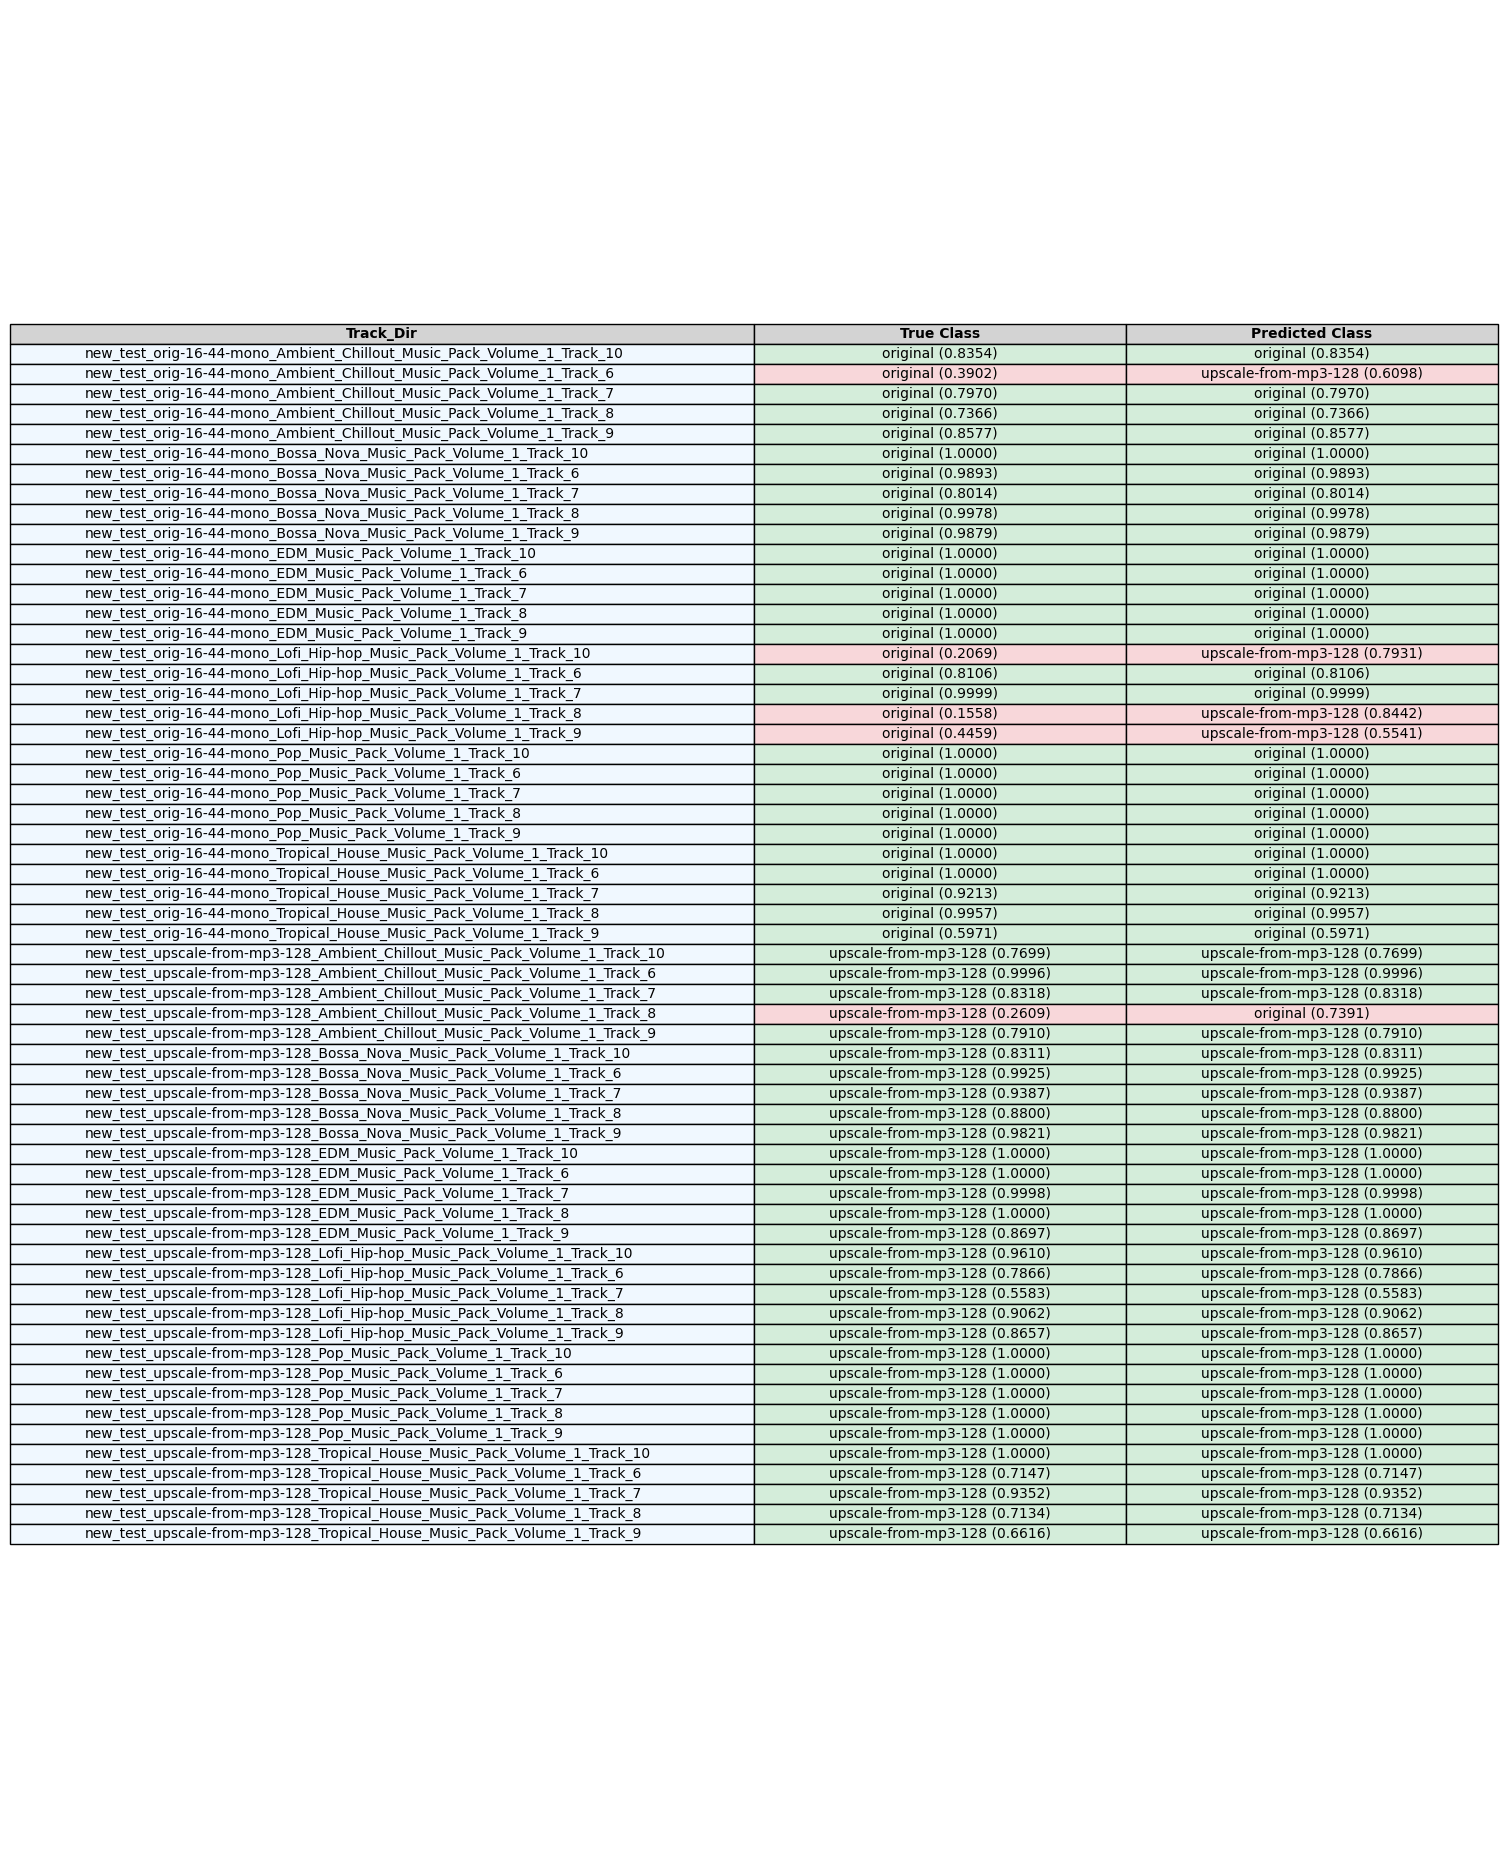 Track_Dir True Class Predicted Class
new_test_orig-16-44-mono_Ambient_Chillout_Music_Pack_Volume_1_Track_10 original (0.8354) original (0.8354)
new_test_orig-16-44-mono_Ambient_Chillout_Music_Pack_Volume_1_Track_6 original (0.3902) upscale-from-mp3-128 (0.6098)
new_test_orig-16-44-mono_Ambient_Chillout_Music_Pack_Volume_1_Track_7 original (0.7970) original (0.7970)
new_test_orig-16-44-mono_Ambient_Chillout_Music_Pack_Volume_1_Track_8 original (0.7366) original (0.7366)
new_test_orig-16-44-mono_Ambient_Chillout_Music_Pack_Volume_1_Track_9 original (0.8577) original (0.8577)
new_test_orig-16-44-mono_Bossa_Nova_Music_Pack_Volume_1_Track_10 original (1.0000) original (1.0000)
new_test_orig-16-44-mono_Bossa_Nova_Music_Pack_Volume_1_Track_6 original (0.9893) original (0.9893)
new_test_orig-16-44-mono_Bossa_Nova_Music_Pack_Volume_1_Track_7 original (0.8014) original (0.8014)
new_test_orig-16-44-mono_Bossa_Nova_Music_Pack_Volume_1_Track_8 original (0.9978) original (0.9978)
new_test_orig-16-44-mono_Bossa_Nova_Music_Pack_Volume_1_Track_9 original (0.9879) original (0.9879)
new_test_orig-16-44-mono_EDM_Music_Pack_Volume_1_Track_10 original (1.0000) original (1.0000)
new_test_orig-16-44-mono_EDM_Music_Pack_Volume_1_Track_6 original (1.0000) original (1.0000)
new_test_orig-16-44-mono_EDM_Music_Pack_Volume_1_Track_7 original (1.0000) original (1.0000)
new_test_orig-16-44-mono_EDM_Music_Pack_Volume_1_Track_8 original (1.0000) original (1.0000)
new_test_orig-16-44-mono_EDM_Music_Pack_Volume_1_Track_9 original (1.0000) original (1.0000)
new_test_orig-16-44-mono_Lofi_Hip-hop_Music_Pack_Volume_1_Track_10 original (0.2069) upscale-from-mp3-128 (0.7931)
new_test_orig-16-44-mono_Lofi_Hip-hop_Music_Pack_Volume_1_Track_6 original (0.8106) original (0.8106)
new_test_orig-16-44-mono_Lofi_Hip-hop_Music_Pack_Volume_1_Track_7 original (0.9999) original (0.9999)
new_test_orig-16-44-mono_Lofi_Hip-hop_Music_Pack_Volume_1_Track_8 original (0.1558) upscale-from-mp3-128 (0.8442)
new_test_orig-16-44-mono_Lofi_Hip-hop_Music_Pack_Volume_1_Track_9 original (0.4459) upscale-from-mp3-128 (0.5541)
new_test_orig-16-44-mono_Pop_Music_Pack_Volume_1_Track_10 original (1.0000) original (1.0000)
new_test_orig-16-44-mono_Pop_Music_Pack_Volume_1_Track_6 original (1.0000) original (1.0000)
new_test_orig-16-44-mono_Pop_Music_Pack_Volume_1_Track_7 original (1.0000) original (1.0000)
new_test_orig-16-44-mono_Pop_Music_Pack_Volume_1_Track_8 original (1.0000) original (1.0000)
new_test_orig-16-44-mono_Pop_Music_Pack_Volume_1_Track_9 original (1.0000) original (1.0000)
new_test_orig-16-44-mono_Tropical_House_Music_Pack_Volume_1_Track_10 original (1.0000) original (1.0000)
new_test_orig-16-44-mono_Tropical_House_Music_Pack_Volume_1_Track_6 original (1.0000) original (1.0000)
new_test_orig-16-44-mono_Tropical_House_Music_Pack_Volume_1_Track_7 original (0.9213) original (0.9213)
new_test_orig-16-44-mono_Tropical_House_Music_Pack_Volume_1_Track_8 original (0.9957) original (0.9957)
new_test_orig-16-44-mono_Tropical_House_Music_Pack_Volume_1_Track_9 original (0.5971) original (0.5971)
new_test_upscale-from-mp3-128_Ambient_Chillout_Music_Pack_Volume_1_Track_10 upscale-from-mp3-128 (0.7699) upscale-from-mp3-128 (0.7699)
new_test_upscale-from-mp3-128_Ambient_Chillout_Music_Pack_Volume_1_Track_6 upscale-from-mp3-128 (0.9996) upscale-from-mp3-128 (0.9996)
new_test_upscale-from-mp3-128_Ambient_Chillout_Music_Pack_Volume_1_Track_7 upscale-from-mp3-128 (0.8318) upscale-from-mp3-128 (0.8318)
new_test_upscale-from-mp3-128_Ambient_Chillout_Music_Pack_Volume_1_Track_8 upscale-from-mp3-128 (0.2609) original (0.7391)
new_test_upscale-from-mp3-128_Ambient_Chillout_Music_Pack_Volume_1_Track_9 upscale-from-mp3-128 (0.7910) upscale-from-mp3-128 (0.7910)
new_test_upscale-from-mp3-128_Bossa_Nova_Music_Pack_Volume_1_Track_10 upscale-from-mp3-128 (0.8311) upscale-from-mp3-128 (0.8311)
new_test_upscale-from-mp3-128_Bossa_Nova_Music_Pack_Volume_1_Track_6 upscale-from-mp3-128 (0.9925) upscale-from-mp3-128 (0.9925)
new_test_upscale-from-mp3-128_Bossa_Nova_Music_Pack_Volume_1_Track_7 upscale-from-mp3-128 (0.9387) upscale-from-mp3-128 (0.9387)
new_test_upscale-from-mp3-128_Bossa_Nova_Music_Pack_Volume_1_Track_8 upscale-from-mp3-128 (0.8800) upscale-from-mp3-128 (0.8800)
new_test_upscale-from-mp3-128_Bossa_Nova_Music_Pack_Volume_1_Track_9 upscale-from-mp3-128 (0.9821) upscale-from-mp3-128 (0.9821)
new_test_upscale-from-mp3-128_EDM_Music_Pack_Volume_1_Track_10 upscale-from-mp3-128 (1.0000) upscale-from-mp3-128 (1.0000)
new_test_upscale-from-mp3-128_EDM_Music_Pack_Volume_1_Track_6 upscale-from-mp3-128 (1.0000) upscale-from-mp3-128 (1.0000)
new_test_upscale-from-mp3-128_EDM_Music_Pack_Volume_1_Track_7 upscale-from-mp3-128 (0.9998) upscale-from-mp3-128 (0.9998)
new_test_upscale-from-mp3-128_EDM_Music_Pack_Volume_1_Track_8 upscale-from-mp3-128 (1.0000) upscale-from-mp3-128 (1.0000)
new_test_upscale-from-mp3-128_EDM_Music_Pack_Volume_1_Track_9 upscale-from-mp3-128 (0.8697) upscale-from-mp3-128 (0.8697)
new_test_upscale-from-mp3-128_Lofi_Hip-hop_Music_Pack_Volume_1_Track_10 upscale-from-mp3-128 (0.9610) upscale-from-mp3-128 (0.9610)
new_test_upscale-from-mp3-128_Lofi_Hip-hop_Music_Pack_Volume_1_Track_6 upscale-from-mp3-128 (0.7866) upscale-from-mp3-128 (0.7866)
new_test_upscale-from-mp3-128_Lofi_Hip-hop_Music_Pack_Volume_1_Track_7 upscale-from-mp3-128 (0.5583) upscale-from-mp3-128 (0.5583)
new_test_upscale-from-mp3-128_Lofi_Hip-hop_Music_Pack_Volume_1_Track_8 upscale-from-mp3-128 (0.9062) upscale-from-mp3-128 (0.9062)
new_test_upscale-from-mp3-128_Lofi_Hip-hop_Music_Pack_Volume_1_Track_9 upscale-from-mp3-128 (0.8657) upscale-from-mp3-128 (0.8657)
new_test_upscale-from-mp3-128_Pop_Music_Pack_Volume_1_Track_10 upscale-from-mp3-128 (1.0000) upscale-from-mp3-128 (1.0000)
new_test_upscale-from-mp3-128_Pop_Music_Pack_Volume_1_Track_6 upscale-from-mp3-128 (1.0000) upscale-from-mp3-128 (1.0000)
new_test_upscale-from-mp3-128_Pop_Music_Pack_Volume_1_Track_7 upscale-from-mp3-128 (1.0000) upscale-from-mp3-128 (1.0000)
new_test_upscale-from-mp3-128_Pop_Music_Pack_Volume_1_Track_8 upscale-from-mp3-128 (1.0000) upscale-from-mp3-128 (1.0000)
new_test_upscale-from-mp3-128_Pop_Music_Pack_Volume_1_Track_9 upscale-from-mp3-128 (1.0000) upscale-from-mp3-128 (1.0000)
new_test_upscale-from-mp3-128_Tropical_House_Music_Pack_Volume_1_Track_10 upscale-from-mp3-128 (1.0000) upscale-from-mp3-128 (1.0000)
new_test_upscale-from-mp3-128_Tropical_House_Music_Pack_Volume_1_Track_6 upscale-from-mp3-128 (0.7147) upscale-from-mp3-128 (0.7147)
new_test_upscale-from-mp3-128_Tropical_House_Music_Pack_Volume_1_Track_7 upscale-from-mp3-128 (0.9352) upscale-from-mp3-128 (0.9352)
new_test_upscale-from-mp3-128_Tropical_House_Music_Pack_Volume_1_Track_8 upscale-from-mp3-128 (0.7134) upscale-from-mp3-128 (0.7134)
new_test_upscale-from-mp3-128_Tropical_House_Music_Pack_Volume_1_Track_9 upscale-from-mp3-128 (0.6616) upscale-from-mp3-128 (0.6616)